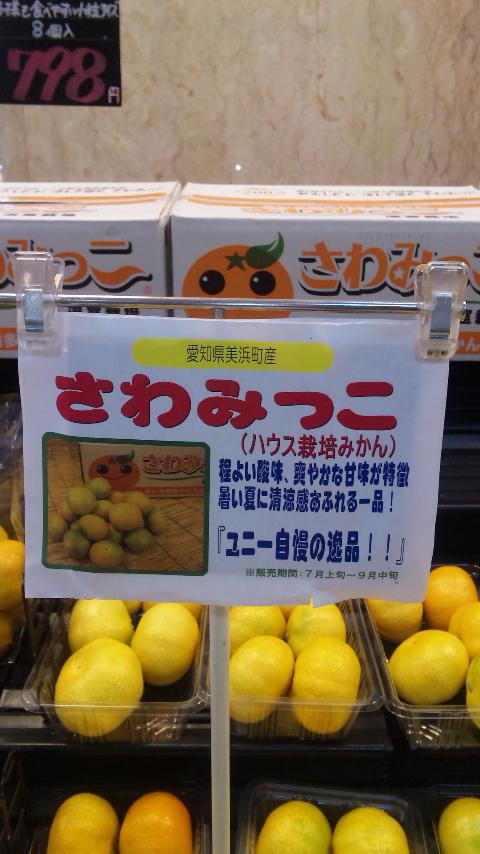 8個入
798円
さわみっこ
さわみっこ
愛知県美浜町産
さわみっこ
(ハウス栽培みかん)
程よい酸味、爽やかな甘味が特徴
暑い夏に清涼感あふれる一品!
『ユニー自慢の逸品!!』
※販売期間:7月上旬~9月中旬
さわみ